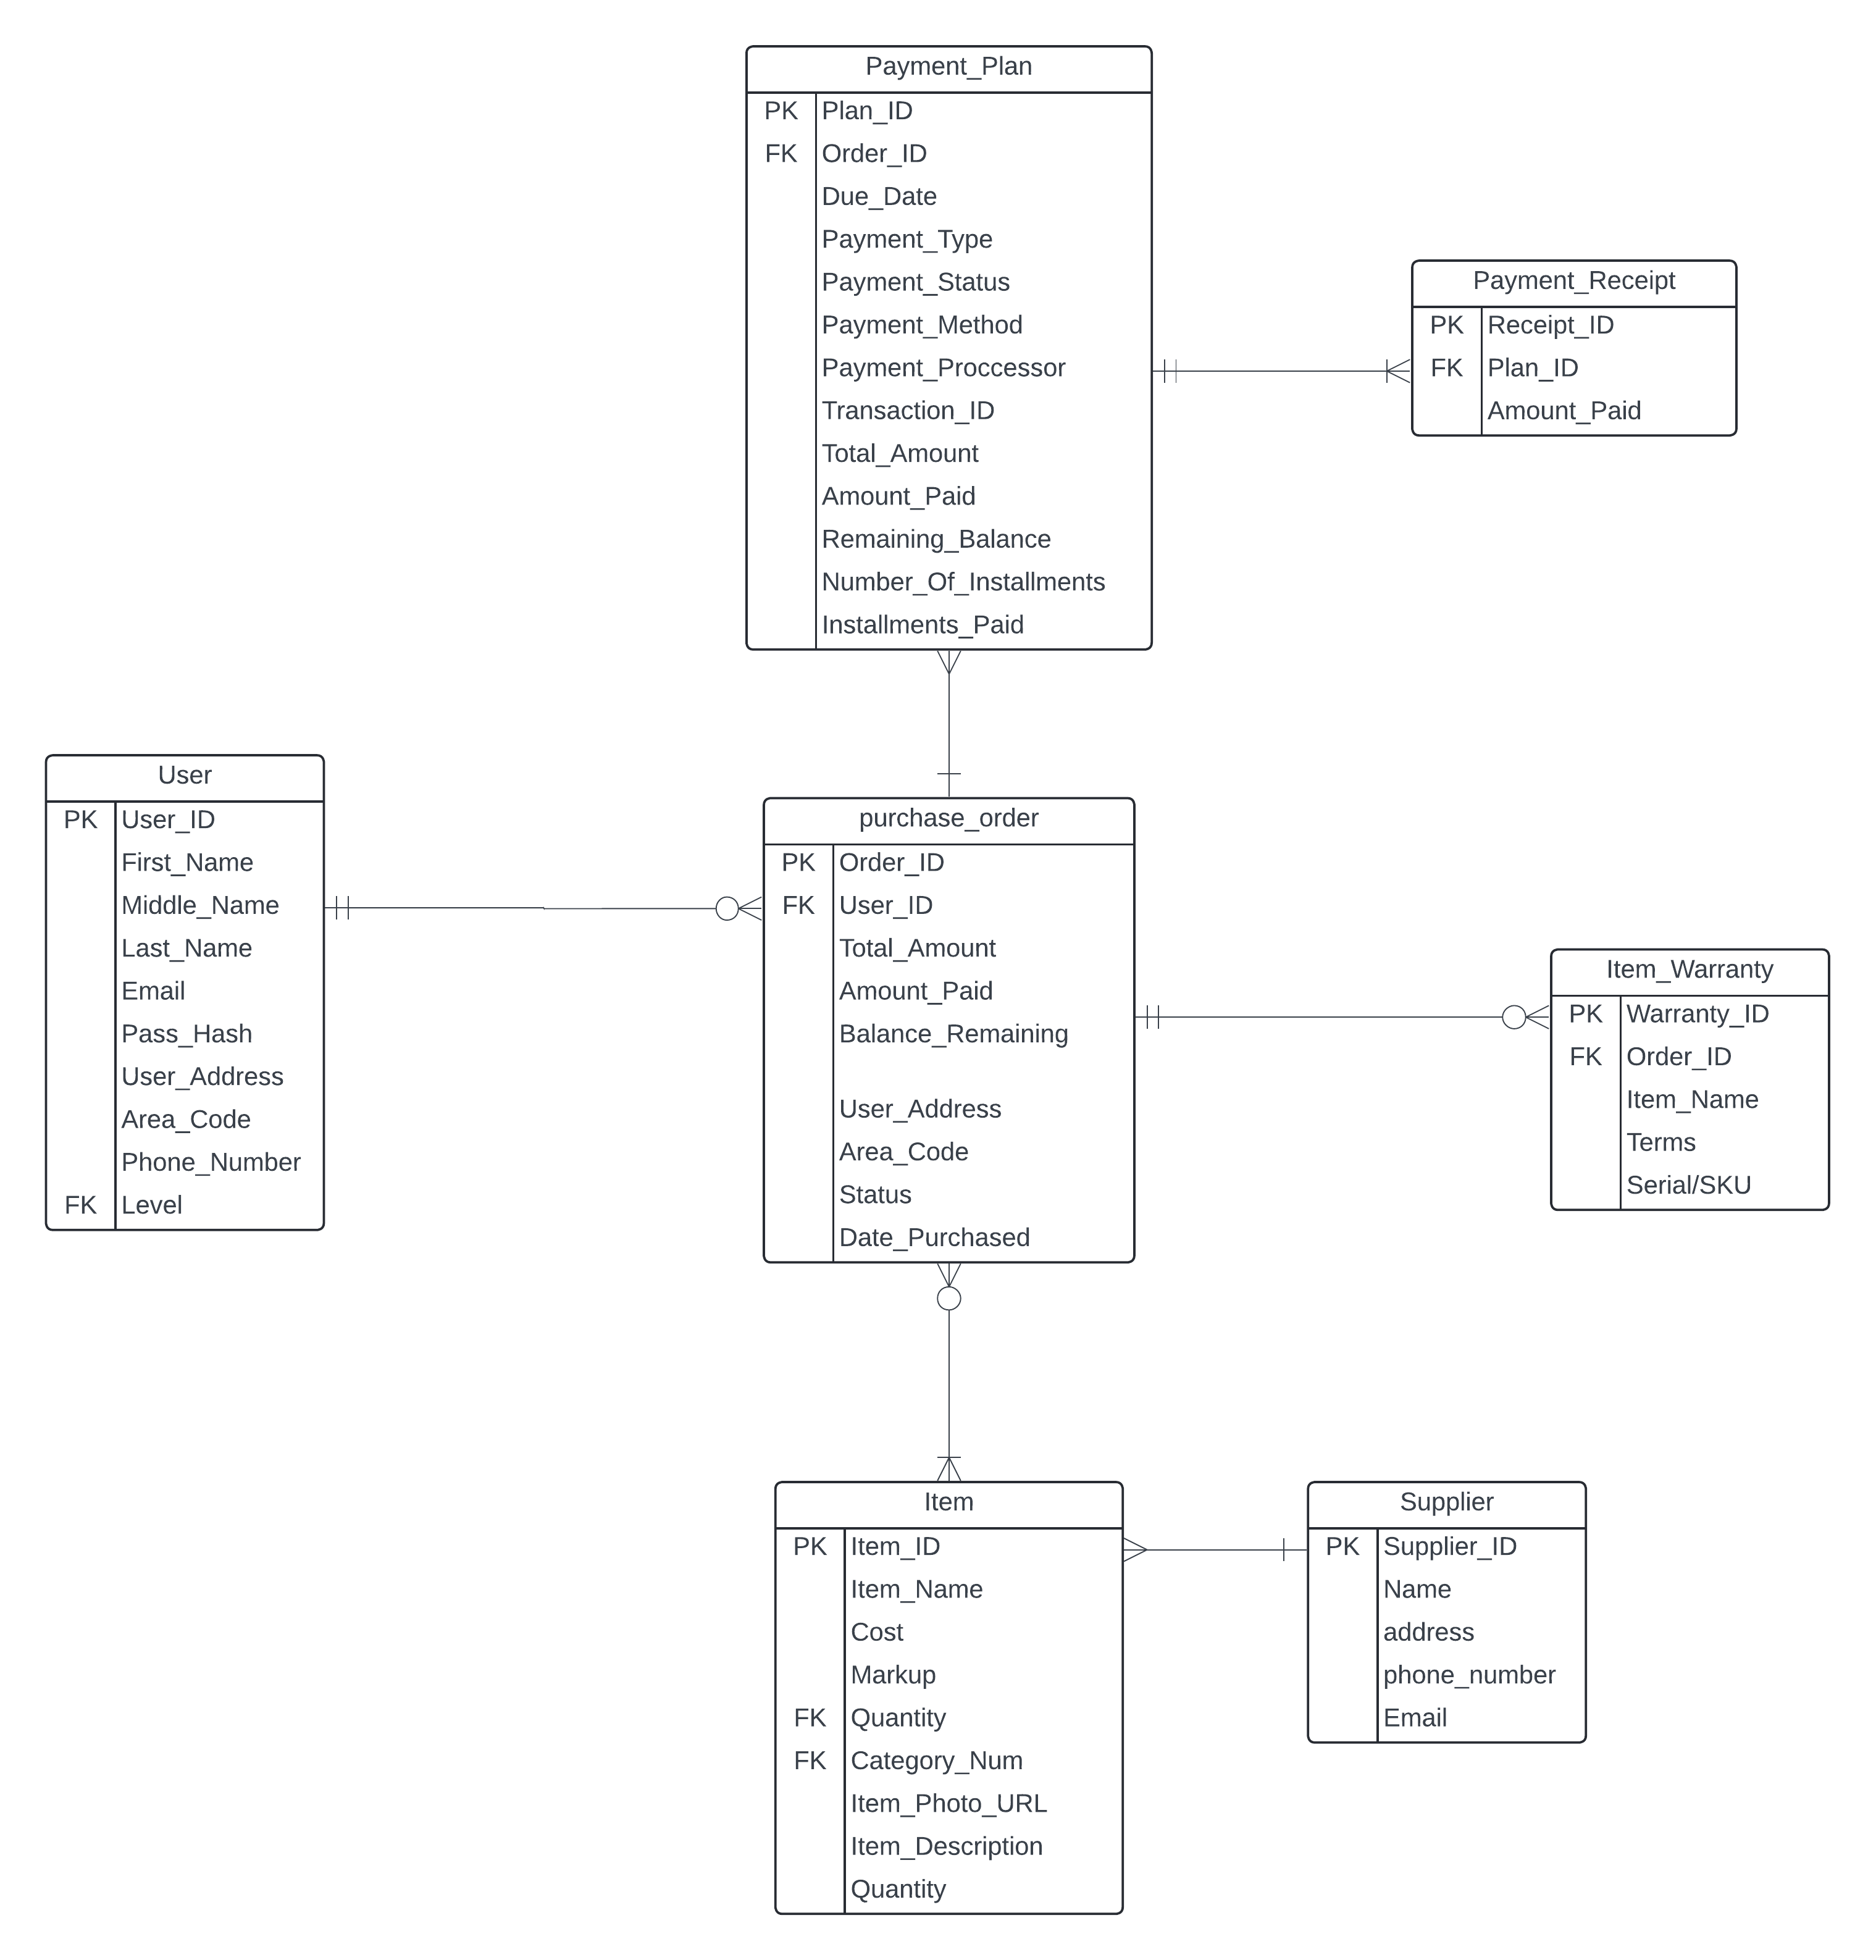 Payment_Plan
PK Plan_ID
FK Order_ID
Due_Date
Payment_Type
Payment_Status
Payment_Method
Payment_Proccessor
Transaction_ID
Total_Amount
Amount_Paid
Remaining_Balance
Number_Of_Installments
Installments_Paid
Payment_Receipt
PK Receipt_ID
FK Plan_ID
Amount_Paid
User
PK User_ID
First_Name
Middle_Name
Last_Name
Email
Pass_Hash
User_Address
Area_Code
Phone_Number
FK Level
purchase_order
PK Order_ID
FK User_ID
Total_Amount
Amount_Paid
Balance_Remaining
User_Address
Area_Code
Status
Date_Purchased
Item_Warranty
PK Warranty_ID
FK Order_ID
Item_Name
Terms
Serial/SKU
Item
PK Item_ID
Item_Name
Cost
Markup
FK Quantity
FK Category_Num
Item_Photo_URL
Item_Description
Quantity
Supplier
PK Supplier_ID
Name
address
phone_number
Email